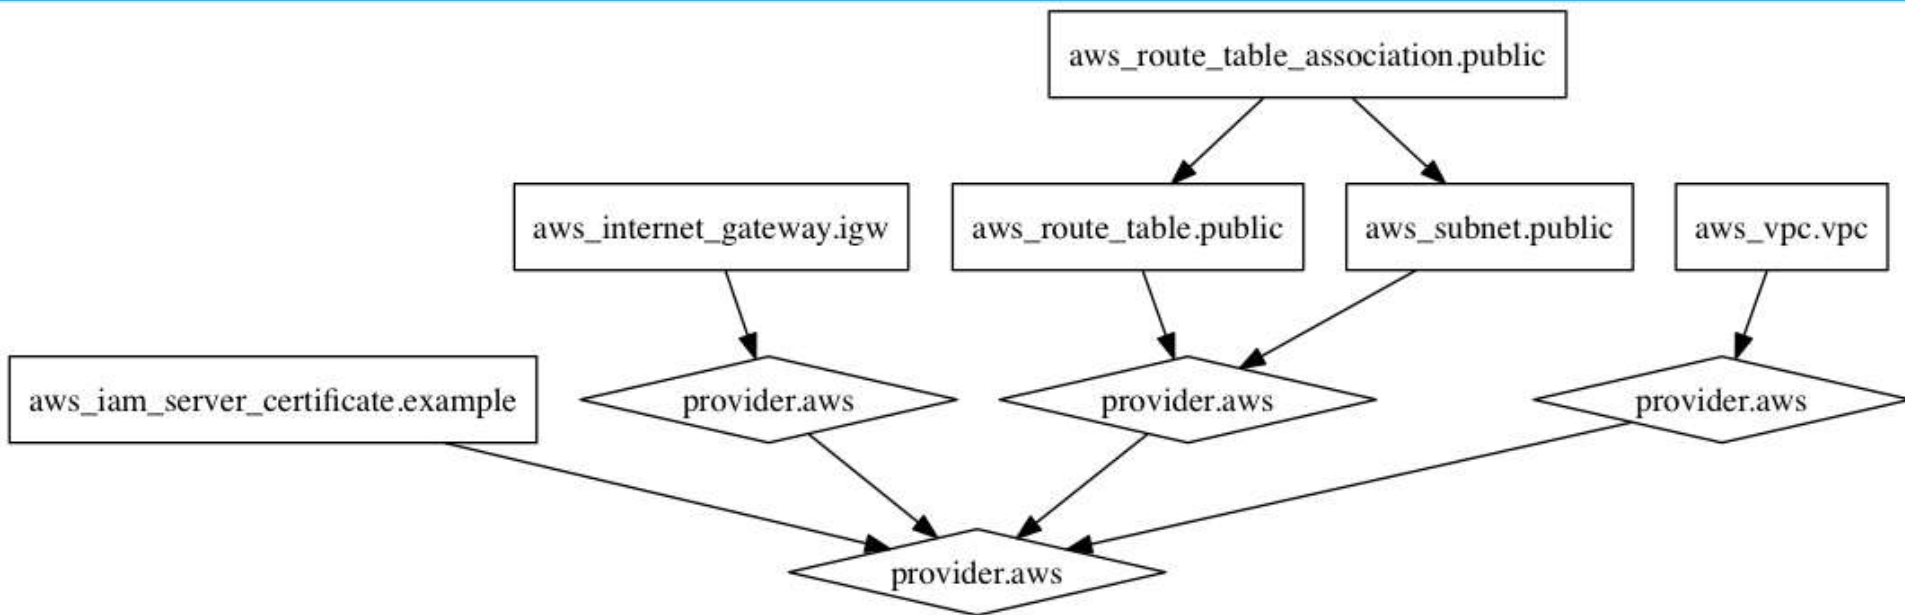 aws_route_table_association.public
aws_internet_gateway.igw
aws_route_table.public
aws_subnet.public
aws_vpc.vpc
aws_iam_server_certificate.example
provider.aws
provider.aws
provider.aws
provider.aws